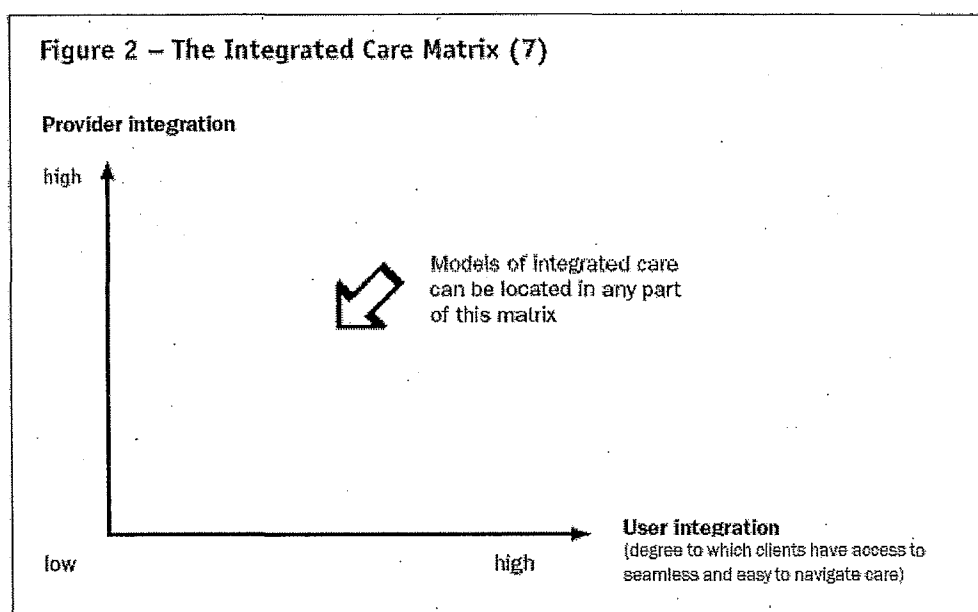 Figure 2 – The Integrated Care Matrix (7)
Provider integration
high
Models of integrated care
can be located in any part
of this matrix
low
high
User integration
(degree to which clients have access to
seamless and easy to navigate care)